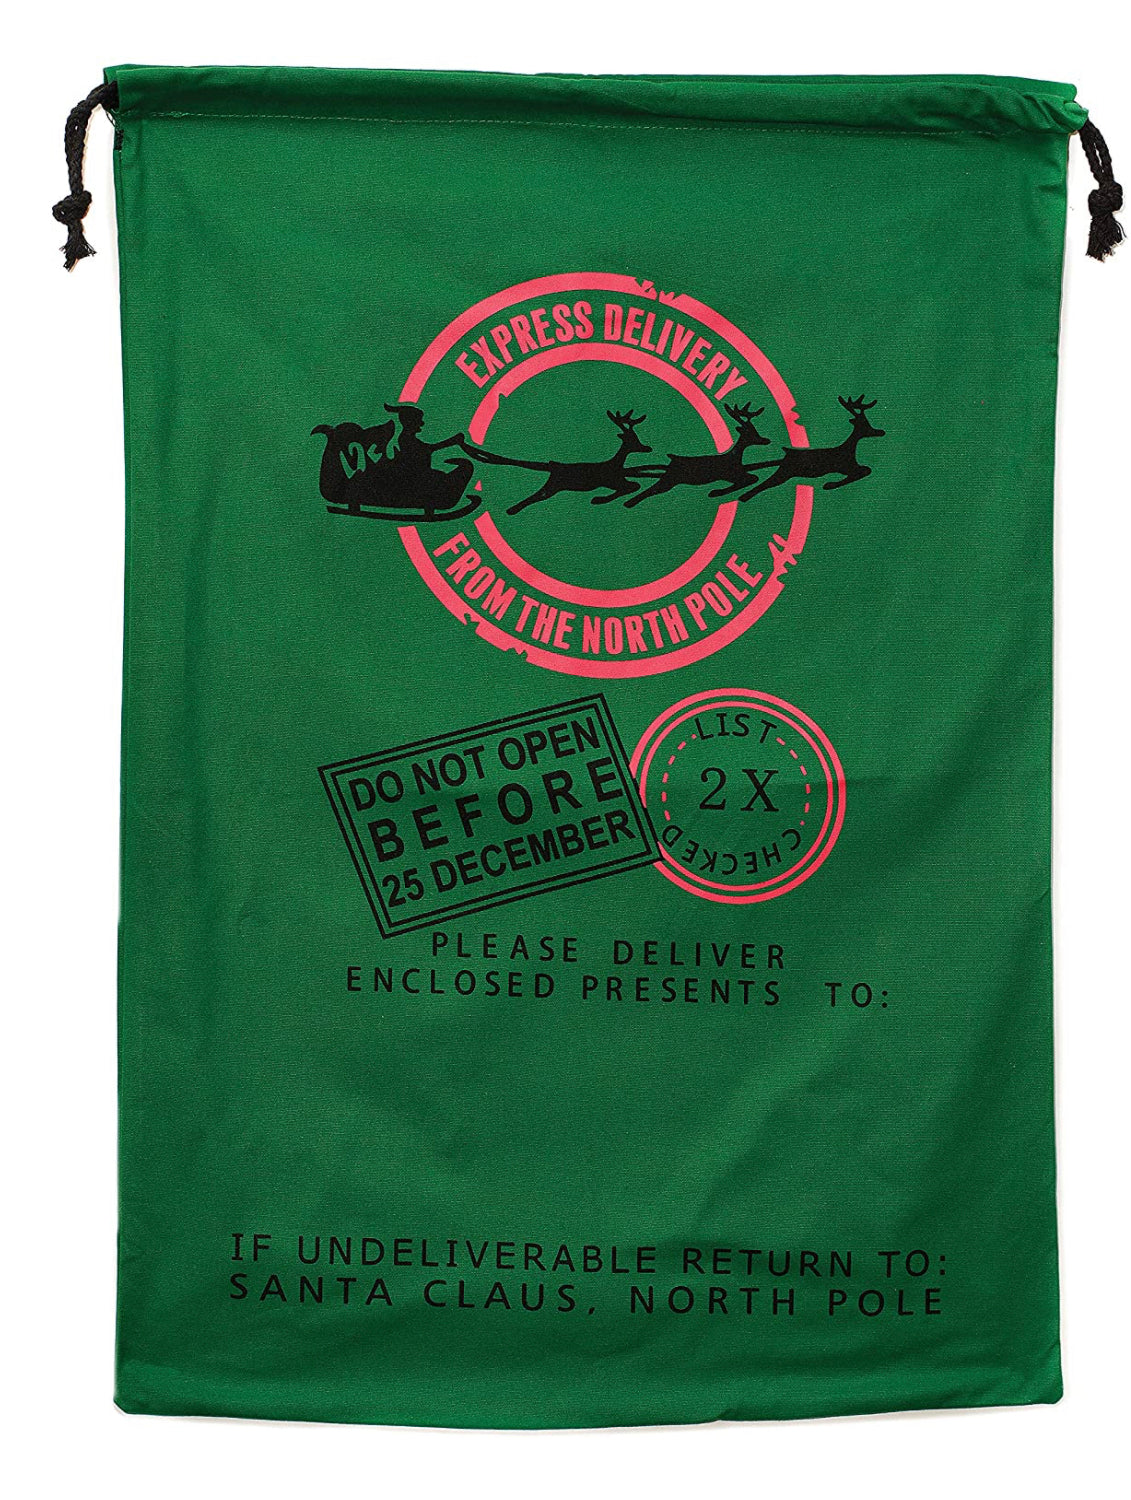 EXPRESS DELIVERY
FROM THE NORTH POLE
DO NOT OPEN
BEFORE
25 DECEMBER
LIST
2X
CHECKED
PLEASE DELIVER
ENCLOSED PRESENTS TO:
IF UNDELIVERABLE RETURN TO:
SANTA CLAUS, NORTH POLE